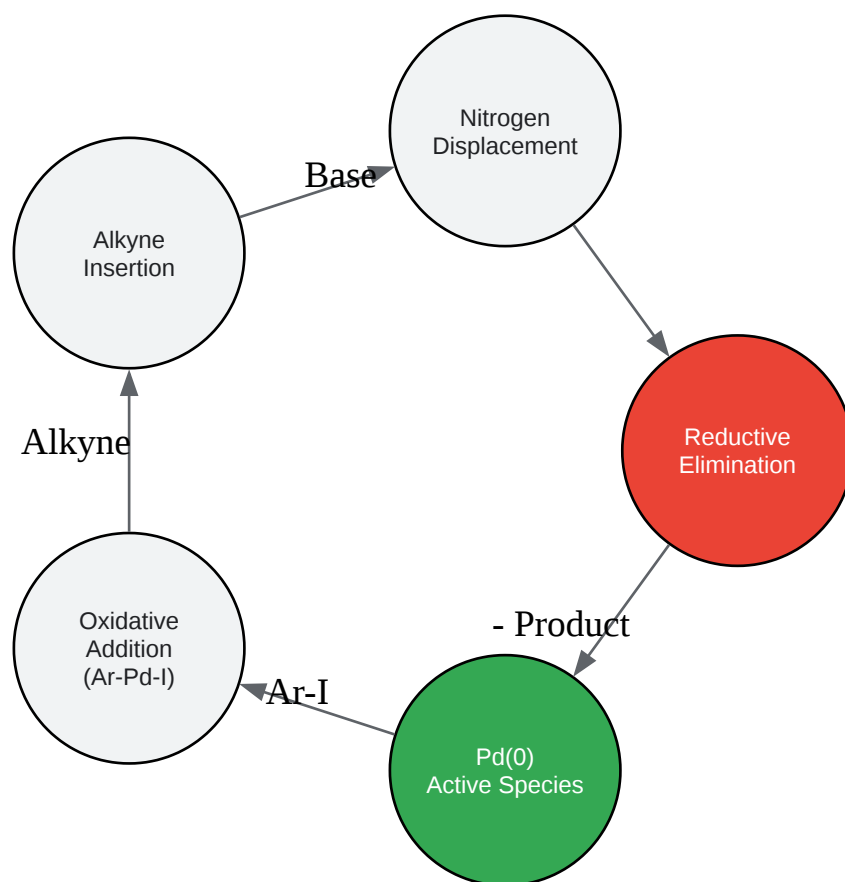 Nitrogen
Displacement
Base
Alkyne
Insertion
Reductive
Elimination
Alkyne
Oxidative
Addition
(Ar-Pd-I)
- Product
Ar-I
Pd(0)
Active Species